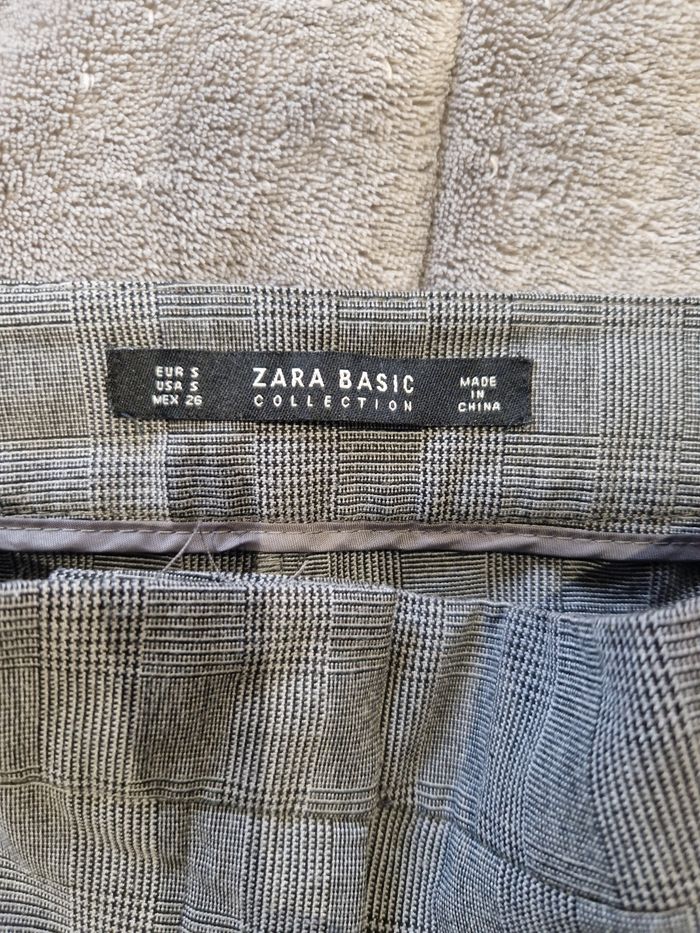 EUR S
USA S
MEX 26
ZARA BASIC
COLLECTION
MADE
IN
CHINA